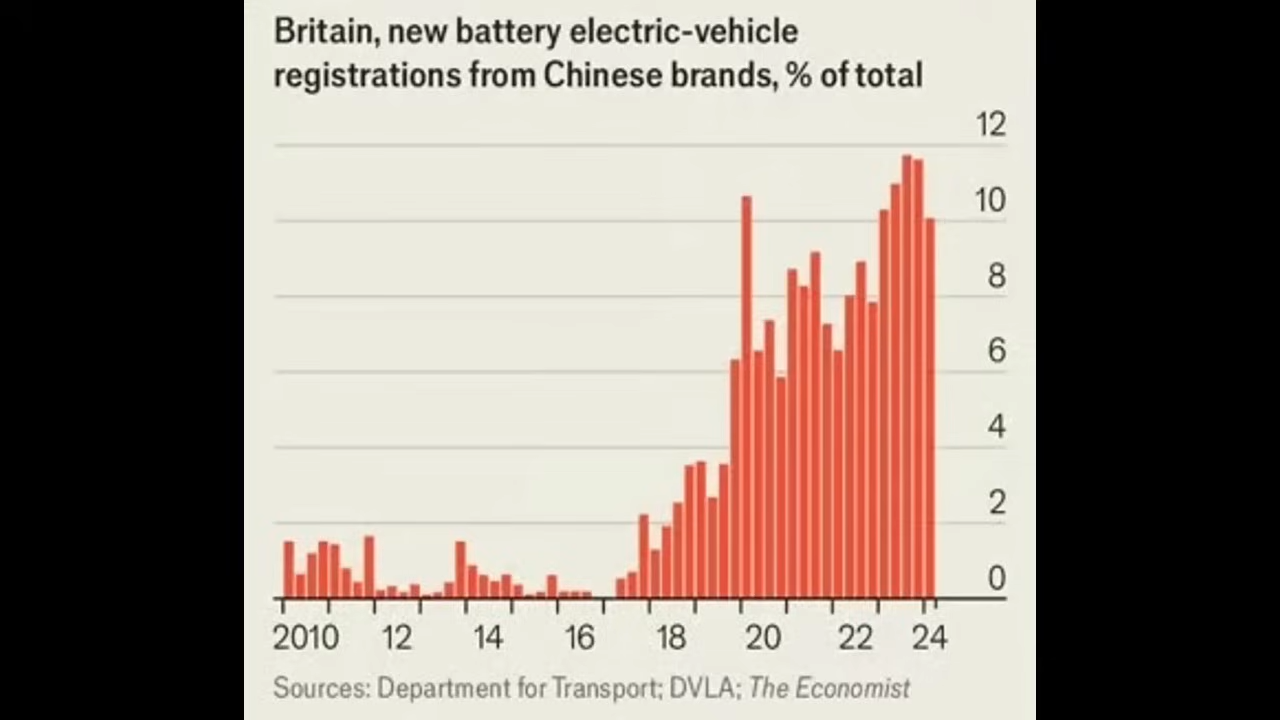 Britain, new battery electric-vehicle
registrations from Chinese brands, % of total
12
10
8
6
4
2
0
2010 12 14 16 18 20 22 24
Sources: Department for Transport; DVLA; The Economist